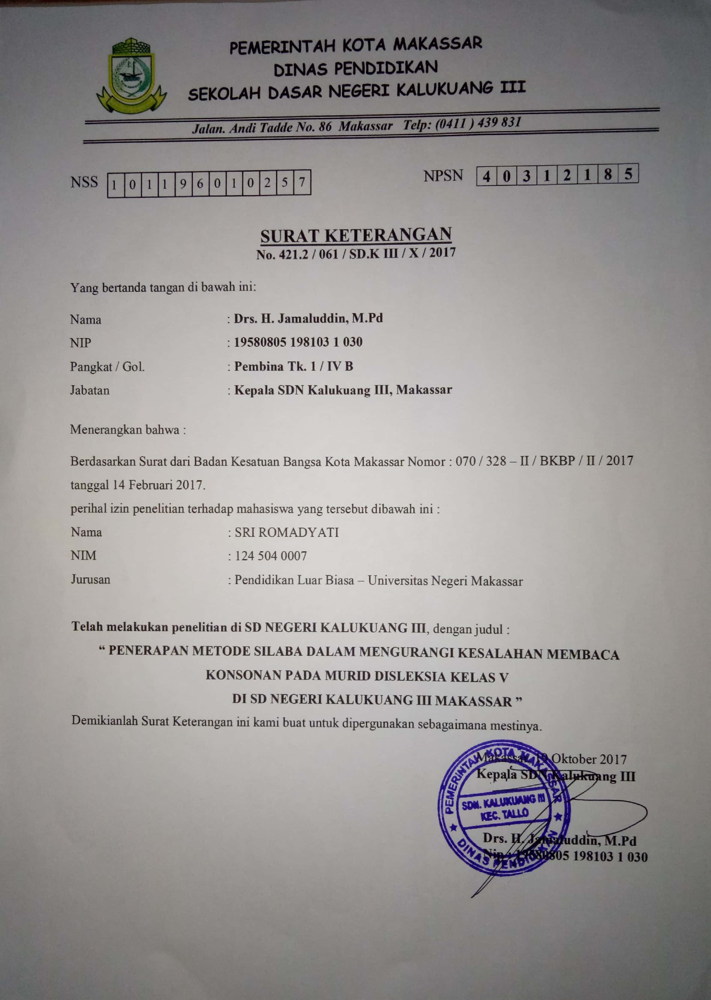 PEMERINTAH KOTA MAKASSAR
DINAS PENDIDIKAN
SEKOLAH DASAR NEGERI KALUKUANG III
Jalan. Andi Tadde No. 86 Makassar Telp: (0411 ) 439 831
NSS 1 0 1 1 9 6 0 1 0 2 5 7 NPSN 4 0 3 1 2 1 8 5
SURAT KETERANGAN
No. 421.2 / 061 / SD.K III / X / 2017
Yang bertanda tangan di bawah ini:
Nama : Drs. H. Jamaluddin, M.Pd
NIP : 19580805 198103 1 030
Pangkat / Gol. : Pembina Tk. 1 / IV B
Jabatan : Kepala SDN Kalukuang III, Makassar
Menerangkan bahwa :
Berdasarkan Surat dari Badan Kesatuan Bangsa Kota Makassar Nomor : 070 / 328 – II / BKBP / II / 2017
tanggal 14 Februari 2017.
perihal izin penelitian terhadap mahasiswa yang tersebut dibawah ini :
Nama : SRI ROMADYATI
NIM : 124 504 0007
Jurusan : Pendidikan Luar Biasa – Universitas Negeri Makassar
Telah melakukan penelitian di SD NEGERI KALUKUANG III, dengan judul :
“ PENERAPAN METODE SILABA DALAM MENGURANGI KESALAHAN MEMBACA
KONSONAN PADA MURID DISLEKSIA KELAS V
DI SD NEGERI KALUKUANG III MAKASSAR ”
Demikianlah Surat Keterangan ini kami buat untuk dipergunakan sebagaimana mestinya.
Makassar, 19 Oktober 2017
Kepala SDN Kalukuang III
PEMERINTAH KOTA MAKASSAR
SDN. KALUKUANG III
KEC. TALLO
DINAS PENDIDIKAN
Drs. H. Jamaluddin, M.Pd
Nip : 19580805 198103 1 030